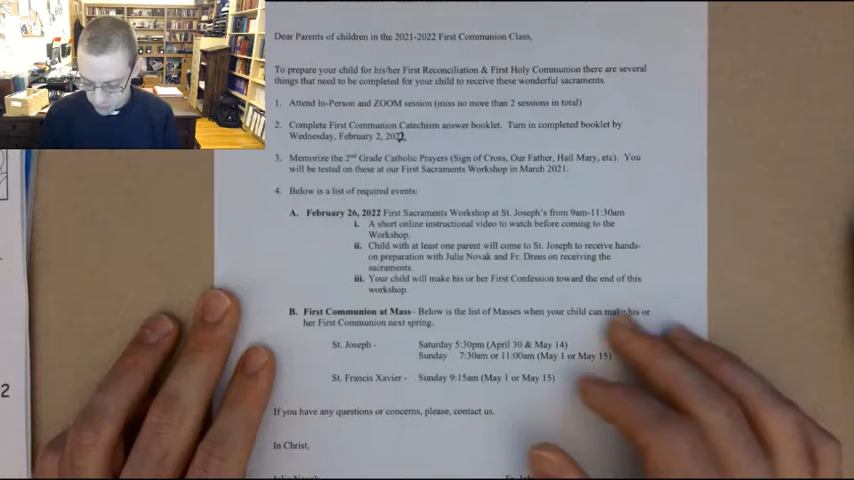 Dear Parents of children in the 2021-2022 First Communion Class,
To prepare your child for his/her First Reconciliation & First Holy Communion there are several
things that need to be completed for your child to receive these wonderful sacraments.
1. Attend In-Person and ZOOM session (miss no more than 2 sessions in total)
2. Complete First Communion Catechism answer booklet. Turn in completed booklet by
Wednesday, February 2, 2022
3. Memorize the 2nd Grade Catholic Prayers (Sign of Cross, Our Father, Hail Mary, etc). You
will be tested on these at our First Sacraments Workshop in March 2021.
4. Below is a list of required events:
A. February 26, 2022 First Sacraments Workshop at St. Joseph's from 9am-11:30am
i. A short online instructional video to watch before coming to the
Workshop.
ii. Child with at least one parent will come to St. Joseph to receive hands-
on preparation with Julie Novak and Fr. Drees on receiving the
sacraments.
iii. Your child will make his or her First Confession toward the end of this
workshop.
B. First Communion at Mass- Below is the list of Masses when your child can make his or
her First Communion next spring.
St. Joseph - Saturday 5:30pm (April 30 & May 14)
Sunday 7:30am or 11:00am (May 1 or May 15)
St. Francis Xavier - Sunday 9:15am (May 1 or May 15)
If you have any questions or concerns, please, contact us.
In Christ,
2